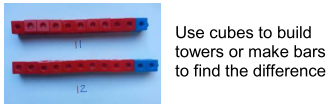 11
12
Use cubes to build
towers or make bars
to find the difference